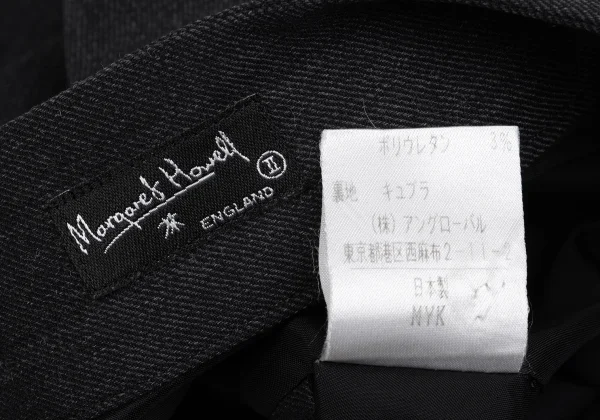 Margaret Howell
II
ENGLAND
ポリウレタン 3%
裏地 キュプラ
(株)アングローバル
東京都港区西麻布2-11-2
日本製
MYK